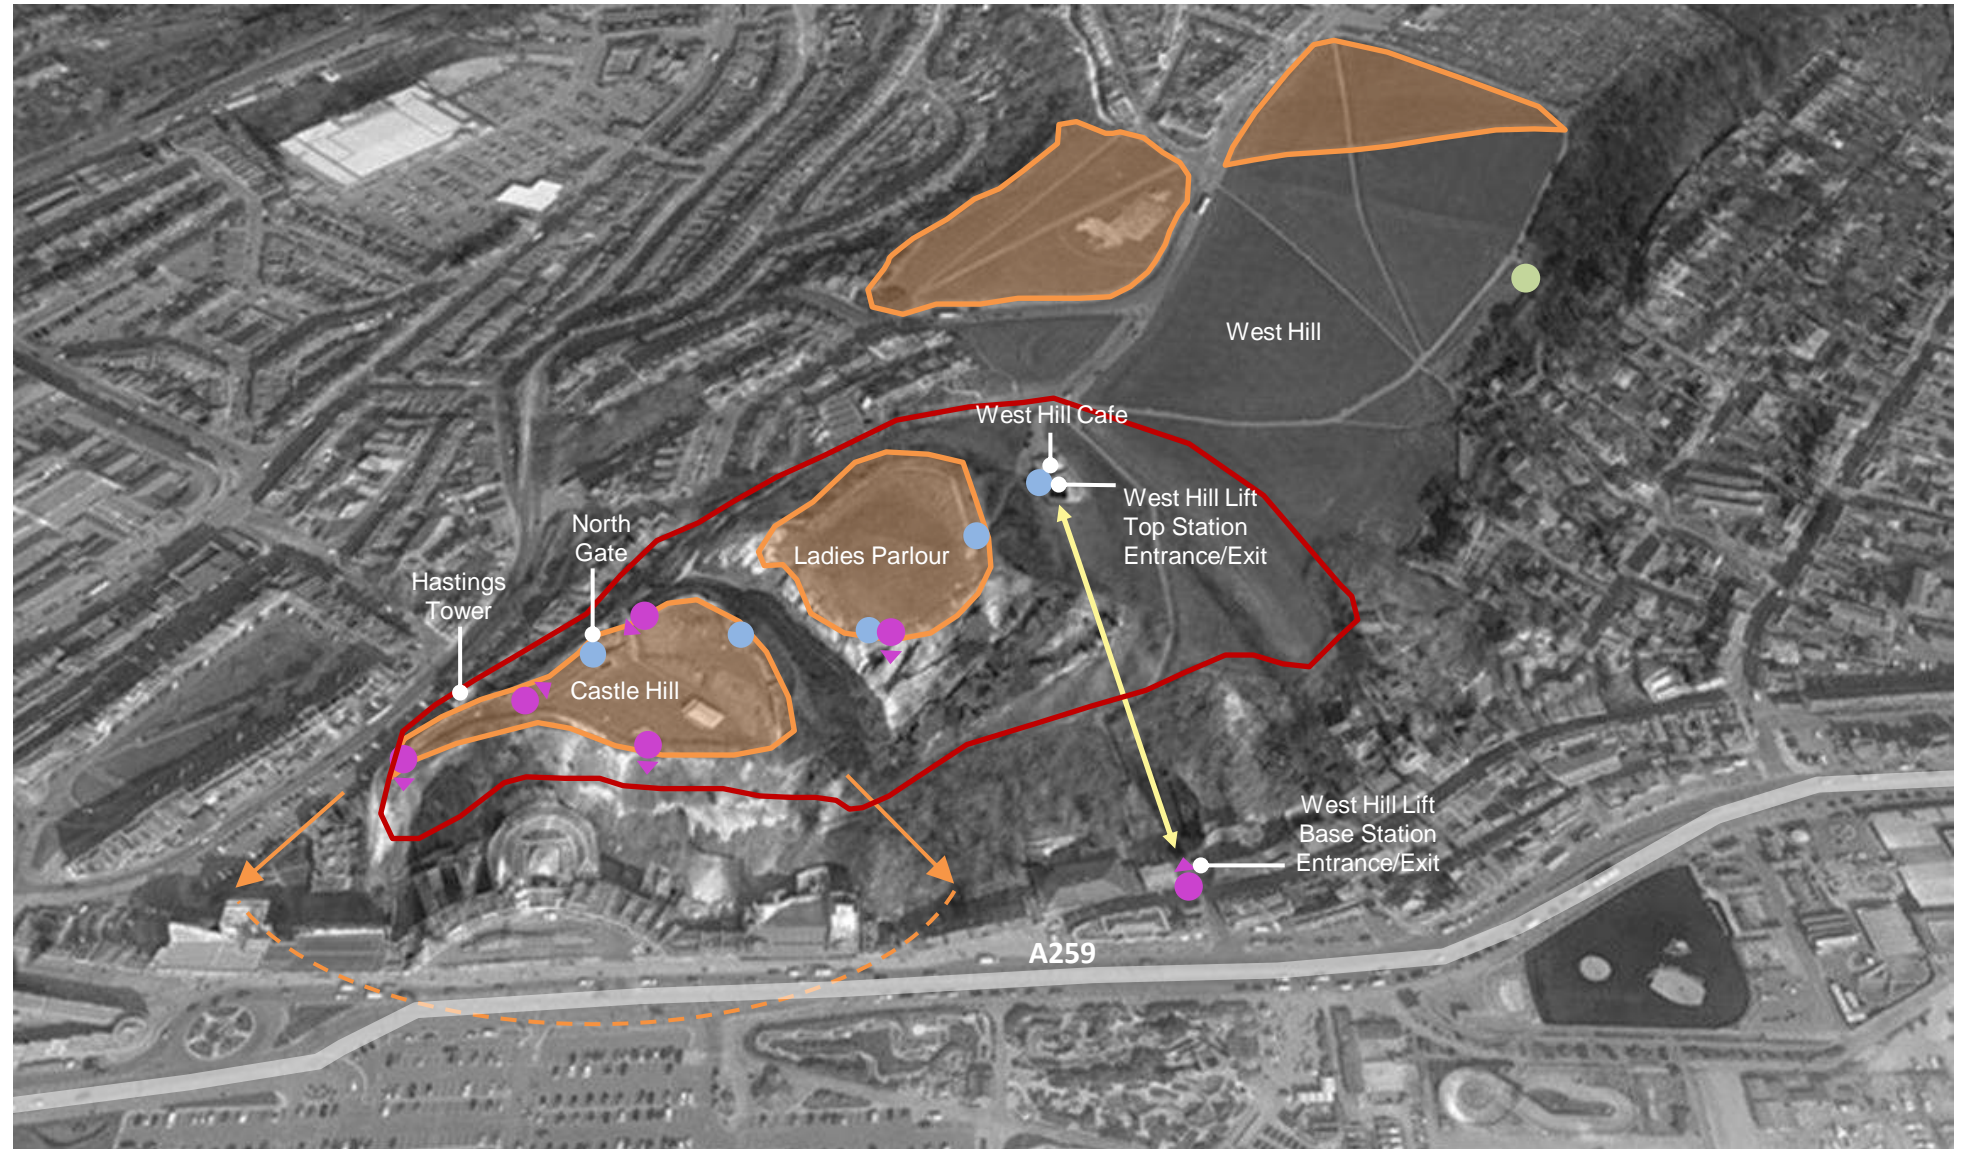 West Hill
West Hill Cafe
West Hill Lift
Top Station
Entrance/Exit
North
Gate
Ladies Parlour
Hastings
Tower
Castle Hill
West Hill Lift
Base Station
Entrance/Exit
A259